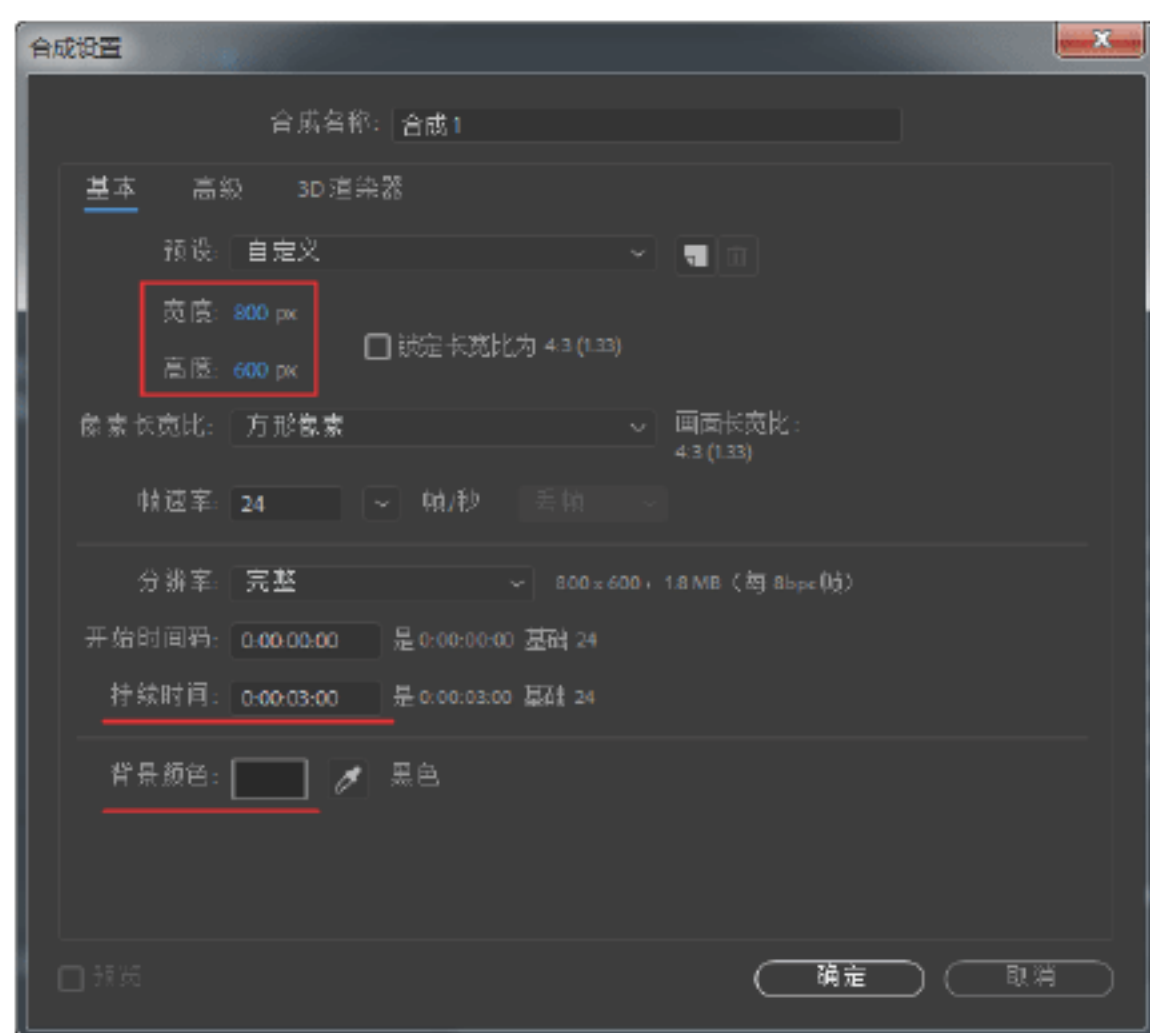 合成设置
合成名称: 合成 1
基本 高级 3D 渲染器
预设: 自定义
宽度: 800 px
锁定长宽比为 4:3 (1.33)
高度: 600 px
像素长宽比: 方形像素 画面长宽比:
4:3 (1.33)
帧速率: 24 帧/秒 丢帧
分辨率: 完整 800 x 600，1.8 MB（每 8bpc 帧）
开始时间码: 0:00:00:00 是 0:00:00:00 基础 24
持续时间: 0:00:03:00 是 0:00:03:00 基础 24
背景颜色: 黑色
预览 确定 取消